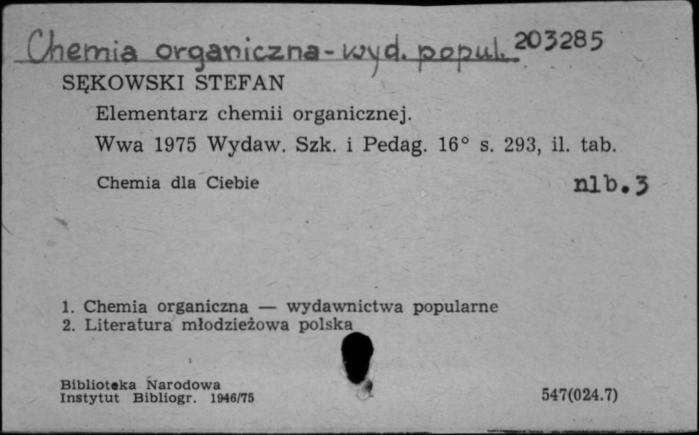 Chemia organiczna-wyd. popul. 203285
SĘKOWSKI STEFAN
Elementarz chemii organicznej.
Wwa 1975 Wydaw. Szk. i Pedag. 16° s. 293, il. tab.
Chemia dla Ciebie nlb.3
1. Chemia organiczna — wydawnictwa popularne
2. Literatura młodzieżowa polska
Biblioteka Narodowa
Instytut Bibliogr. 1946/75 547(024.7)